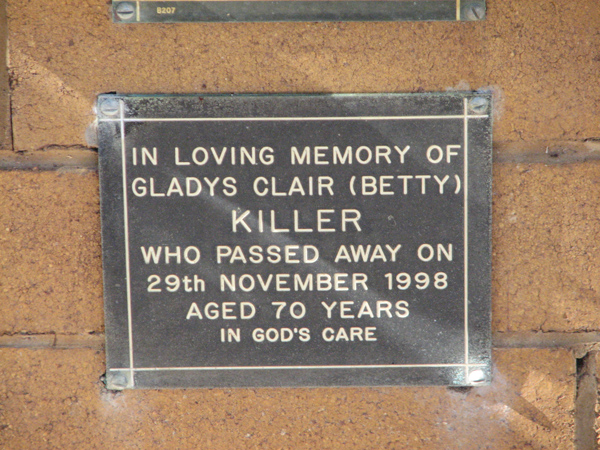 B207
IN LOVING MEMORY OF
GLADYS CLAIR (BETTY)
KILLER
WHO PASSED AWAY ON
29th NOVEMBER 1998
AGED 70 YEARS
IN GOD'S CARE